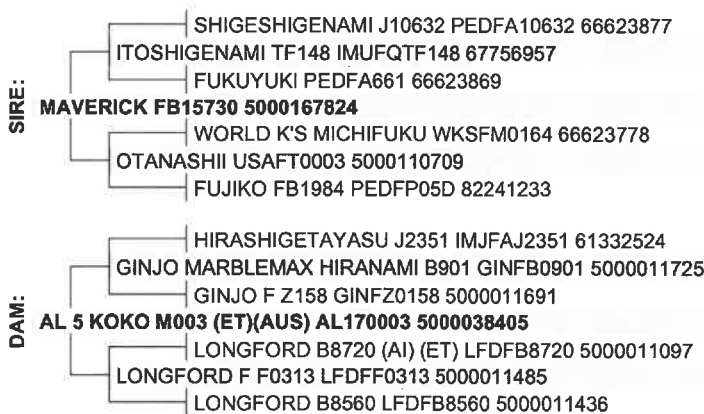 SHIGESHIGENAMI J10632 PEDFA10632 66623877
ITOSHIGENAMI TF148 IMUFQTF148 67756957
FUKUYUKI PEDFA661 66623869
SIRE:
MAVERICK FB15730 5000167824
WORLD K'S MICHIFUKU WKSFM0164 66623778
OTANASHII USAFT0003 5000110709
FUJIKO FB1984 PEDFP05D 82241233
HIRASHIGETAYASU J2351 IMJFAJ2351 61332524
GINJO MARBLEMAX HIRANAMI B901 GINFB0901 5000011725
GINJO F Z158 GINFZ0158 5000011691
DAM:
AL 5 KOKO M003 (ET)(AUS) AL170003 5000038405
LONGFORD B8720 (AI) (ET) LFDFB8720 5000011097
LONGFORD F F0313 LFDFF0313 5000011485
LONGFORD B8560 LFDFB8560 5000011436